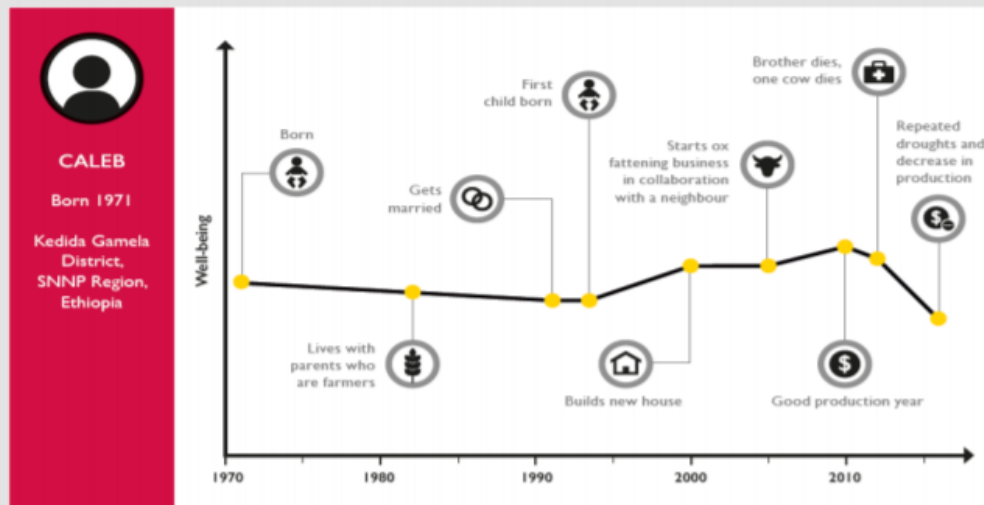 CALEB
Born 1971
Kedida Gamela
District,
SNNP Region,
Ethiopia
Well-being
Born
Lives with
parents who
are farmers
Gets
married
First
child born
Builds new house
Starts ox
fattening business
in collaboration
with a neighbour
Good production year
Brother dies,
one cow dies
Repeated
droughts and
decrease in
production
$
$
1970
1980
1990
2000
2010